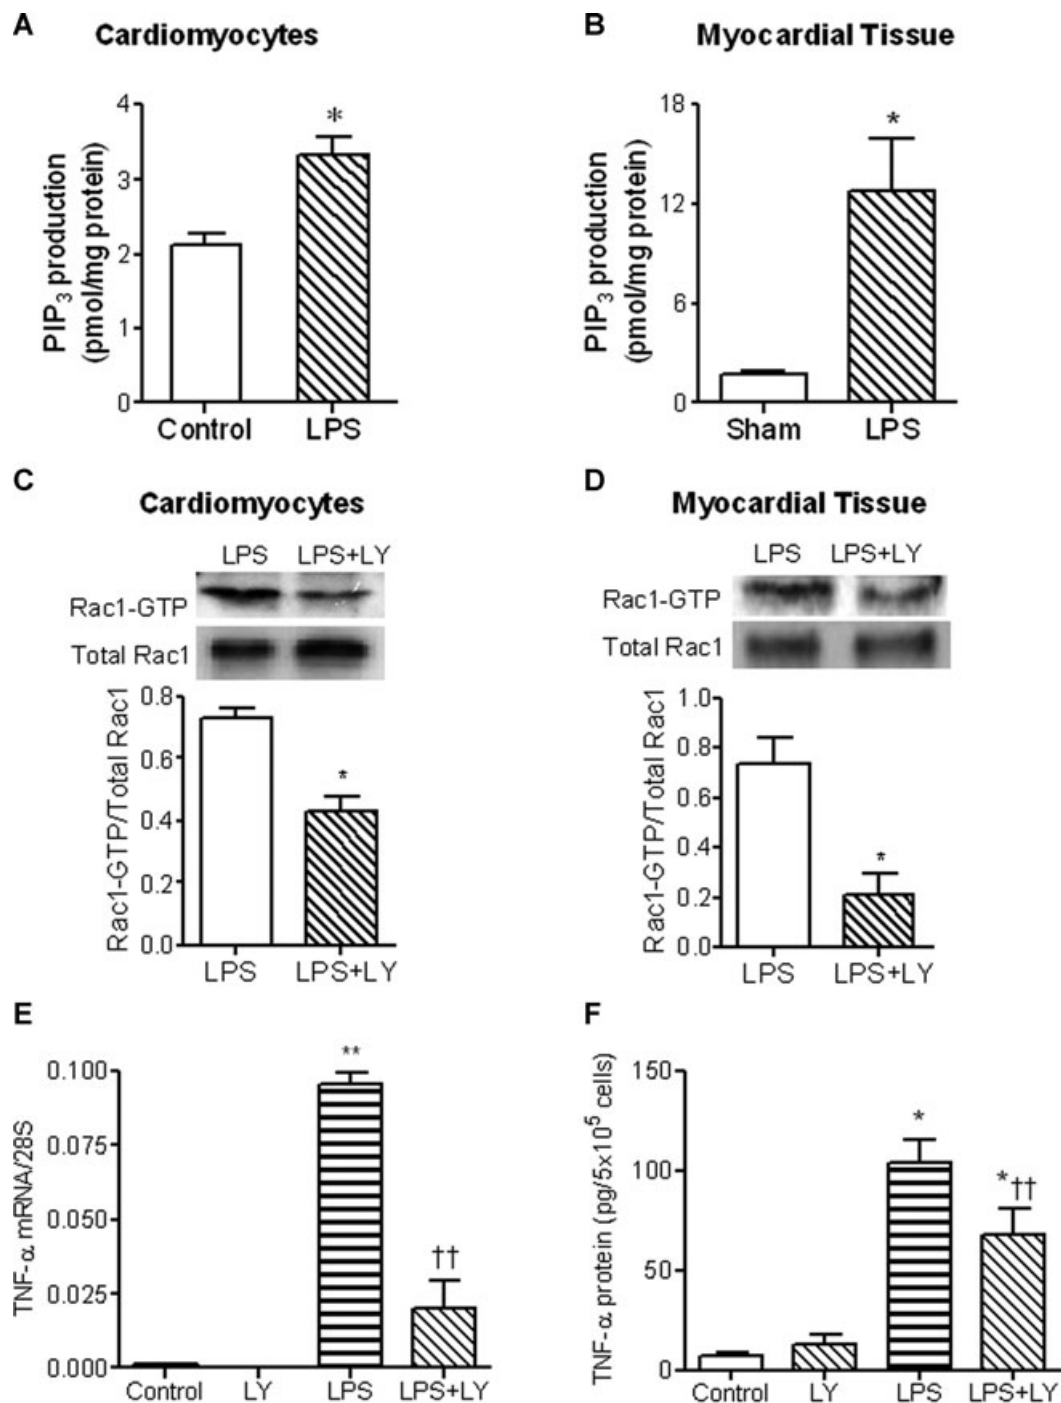 A
Cardiomyocytes
PIP₃ production
(pmol/mg protein)
4
3
2
1
0
*
Control
LPS
B
Myocardial Tissue
PIP₃ production
(pmol/mg protein)
18
12
6
0
*
Sham
LPS
C
Cardiomyocytes
LPS LPS+LY
Rac1-GTP
Total Rac1
Rac1-GTP/Total Rac1
0.8
0.6
0.4
0.2
0.0
*
LPS
LPS+LY
D
Myocardial Tissue
LPS LPS+LY
Rac1-GTP
Total Rac1
Rac1-GTP/Total Rac1
1.0
0.8
0.6
0.4
0.2
0.0
*
LPS
LPS+LY
E
TNF-α mRNA/28S
0.100
0.075
0.050
0.025
0.000
**
††
Control
LY
LPS
LPS+LY
F
TNF-α protein (pg/5x10⁵ cells)
150
100
50
0
*
*††
Control
LY
LPS
LPS+LY